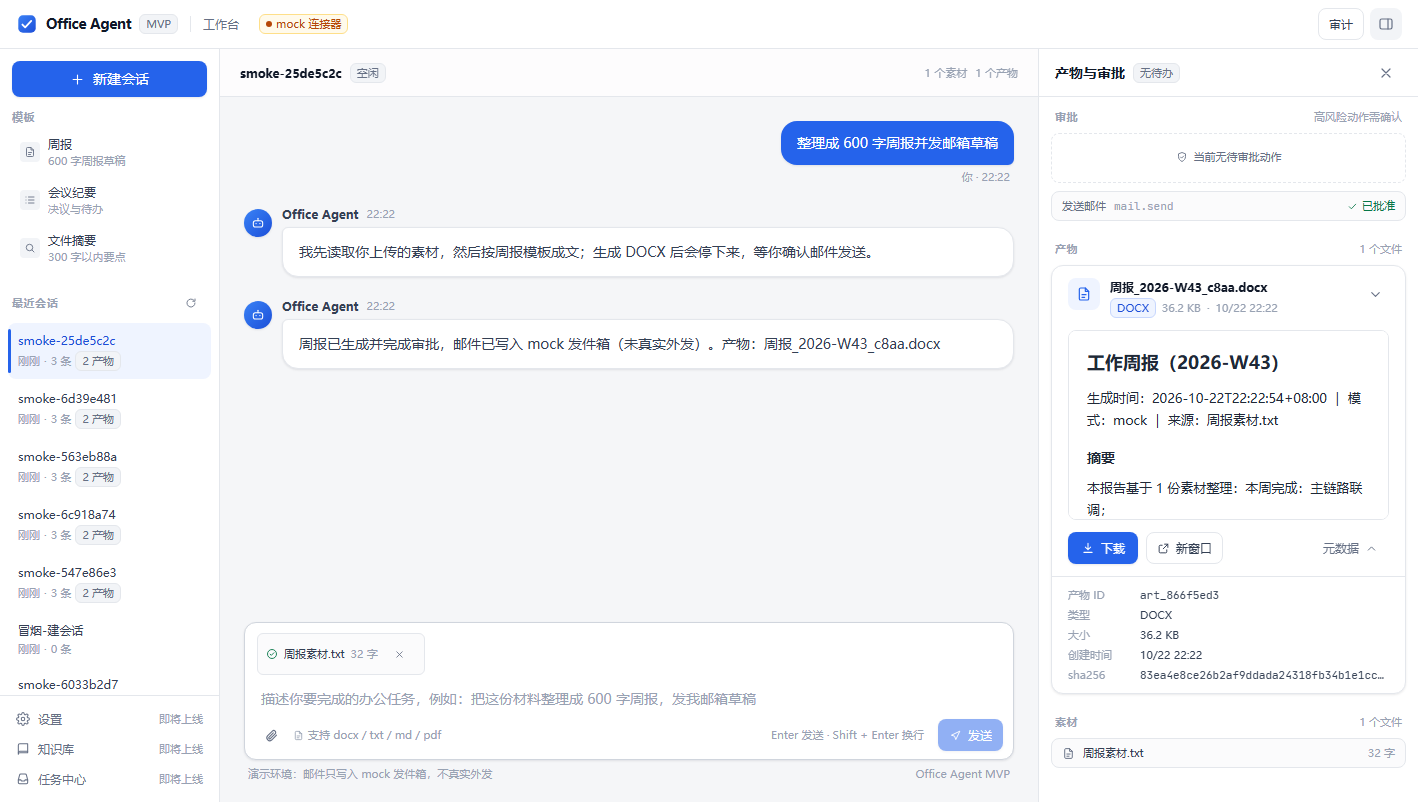 Office Agent MVP 工作台 mock 连接器 审计
新建会话
模板
周报
600 字周报草稿
会议纪要
决议与待办
文件摘要
300 字以内要点
最近会话
smoke-25de5c2c
刚刚 · 3 条 2 产物
smoke-6d39e481
刚刚 · 3 条 2 产物
smoke-563eb88a
刚刚 · 3 条 2 产物
smoke-6c918a74
刚刚 · 3 条 2 产物
smoke-547e86e3
刚刚 · 3 条 2 产物
冒烟-建会话
刚刚 · 0 条
smoke-6033b2d7
设置 即将上线
知识库 即将上线
任务中心 即将上线
smoke-25de5c2c 空闲 1 个素材 1 个产物
整理成 600 字周报并发邮箱草稿
你 · 22:22
Office Agent 22:22
我先读取你上传的素材，然后按周报模板成文；生成 DOCX 后会停下来，等你确认邮件发送。
Office Agent 22:22
周报已生成并完成审批，邮件已写入 mock 发件箱（未真实外发）。产物：周报_2026-W43_c8aa.docx
周报素材.txt 32 字
描述你要完成的办公任务，例如：把这份材料整理成 600 字周报，发我邮箱草稿
支持 docx / txt / md / pdf Enter 发送 · Shift + Enter 换行 发送
演示环境：邮件只写入 mock 发件箱，不真实外发 Office Agent MVP
产物与审批 无待办
审批 高风险动作需确认
当前无待审批动作
发送邮件 mail.send 已批准
产物 1 个文件
周报_2026-W43_c8aa.docx
DOCX 36.2 KB · 10/22 22:22
工作周报（2026-W43）
生成时间：2026-10-22T22:22:54+08:00 | 模
式：mock | 来源：周报素材.txt
摘要
本报告基于 1 份素材整理：本周完成：主链路联
调；
下载 新窗口 元数据
产物 ID art_866f5ed3
类型 DOCX
大小 36.2 KB
创建时间 10/22 22:22
sha256 83ea4e8ce26b2af9ddada24318fb34b1e1cc…
素材 1 个文件
周报素材.txt 32 字